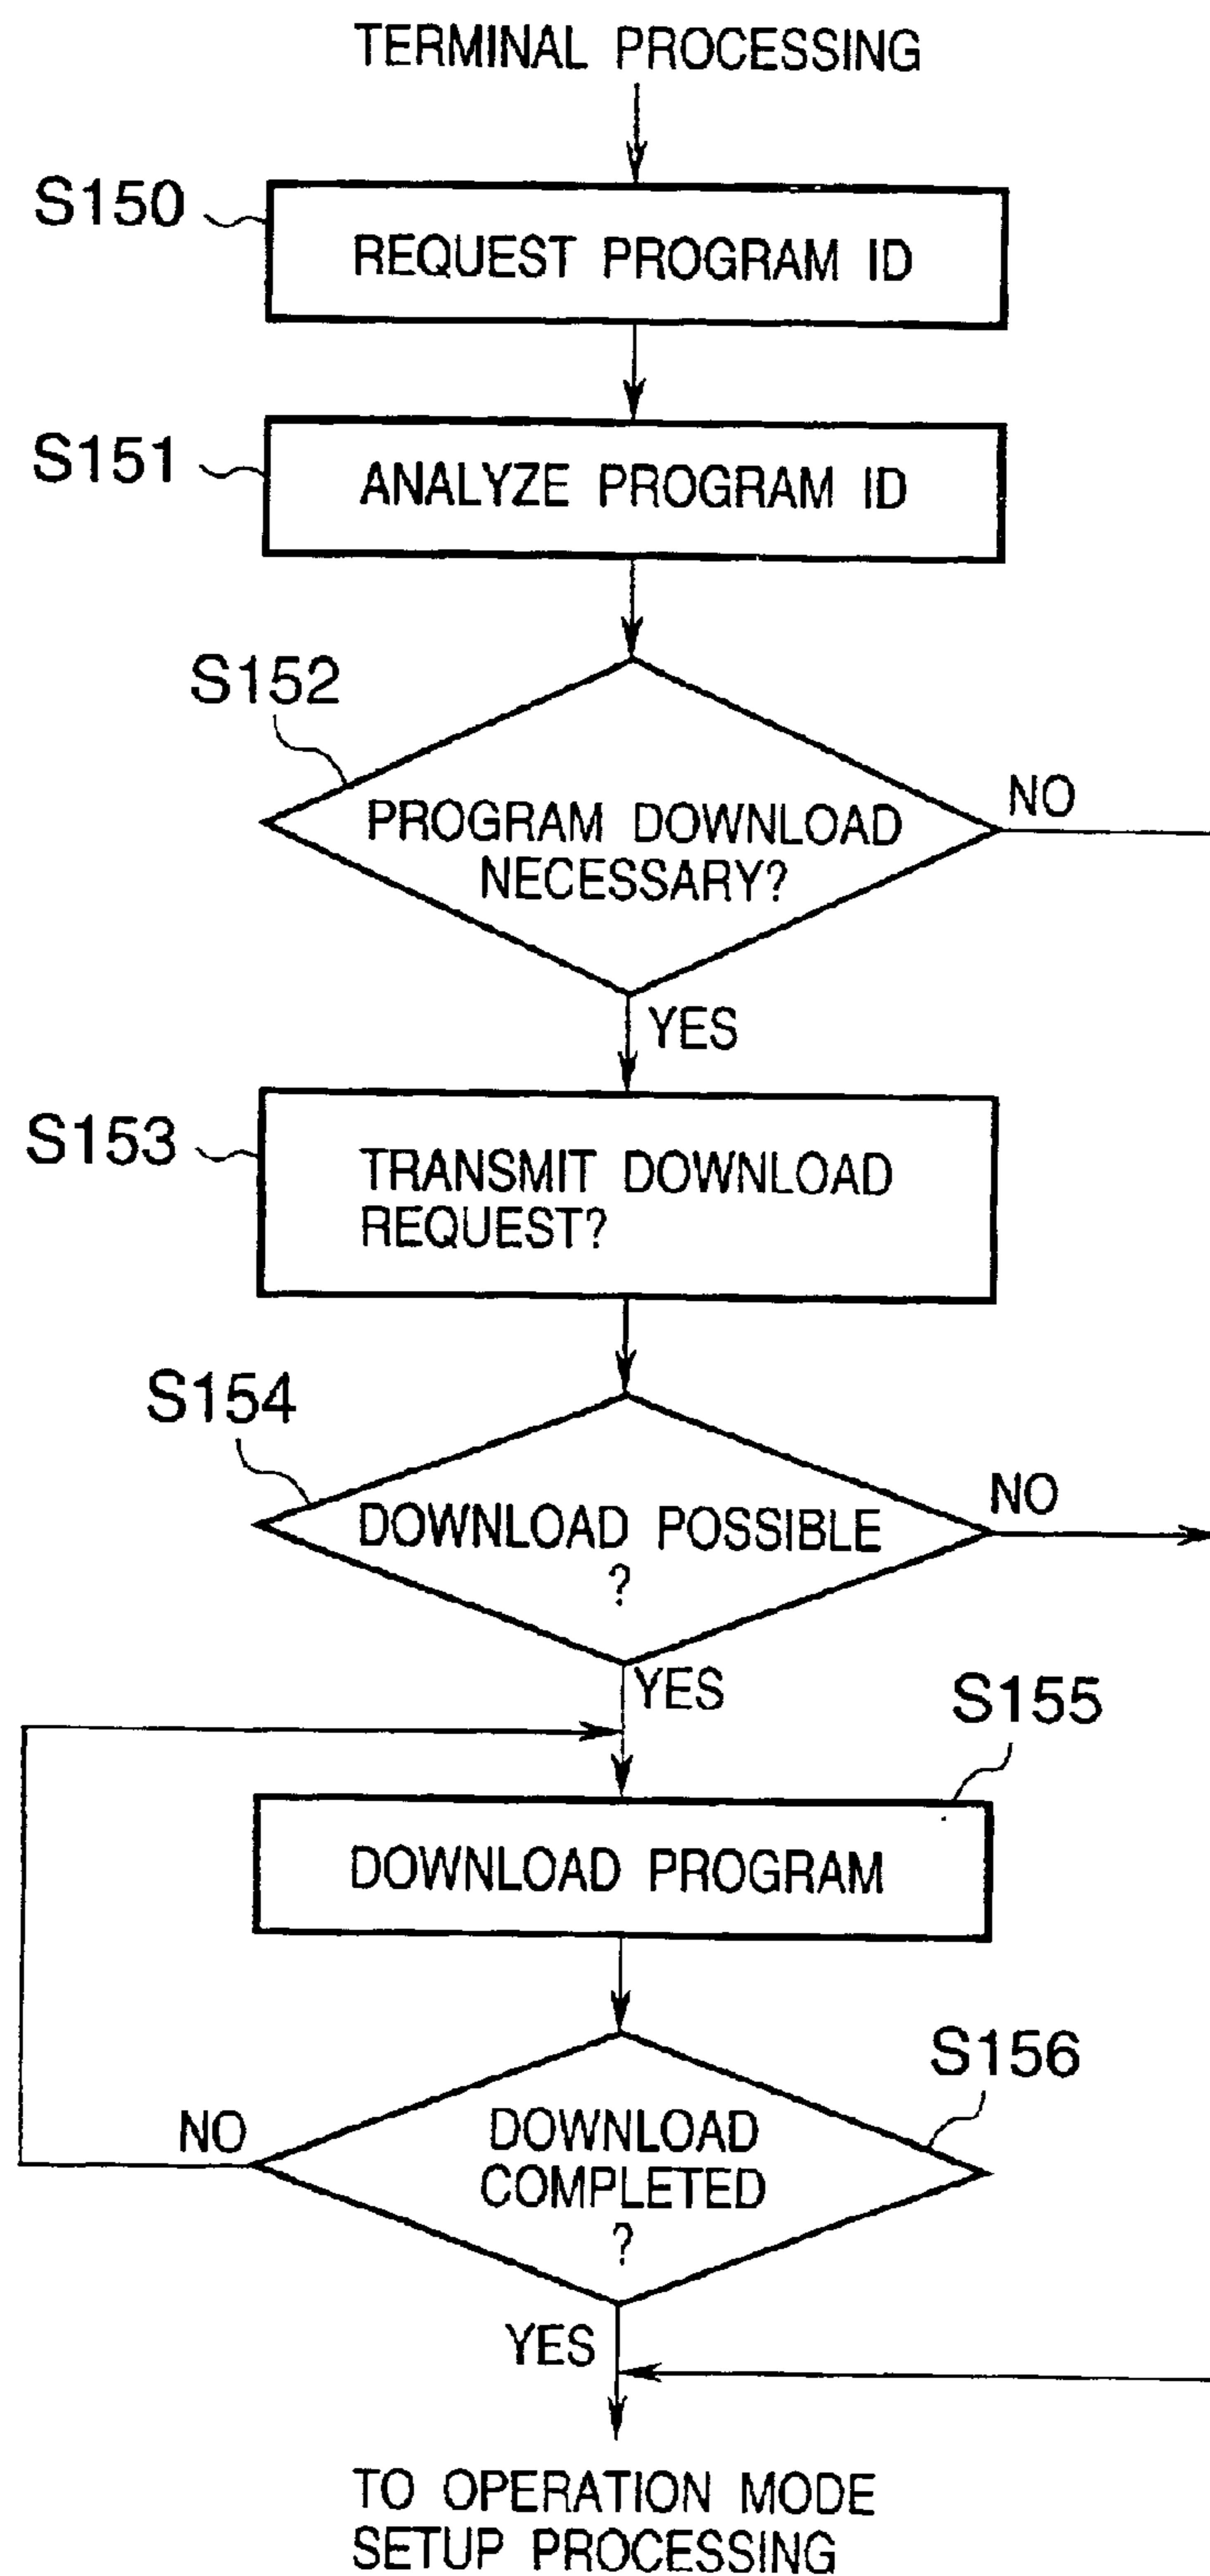 TERMINAL PROCESSING
S150
REQUEST PROGRAM ID
S151
ANALYZE PROGRAM ID
S152
PROGRAM DOWNLOAD
NECESSARY?
NO
YES
S153
TRANSMIT DOWNLOAD
REQUEST?
S154
DOWNLOAD POSSIBLE
?
NO
YES
S155
DOWNLOAD PROGRAM
S156
DOWNLOAD
COMPLETED
?
NO
YES
TO OPERATION MODE
SETUP PROCESSING